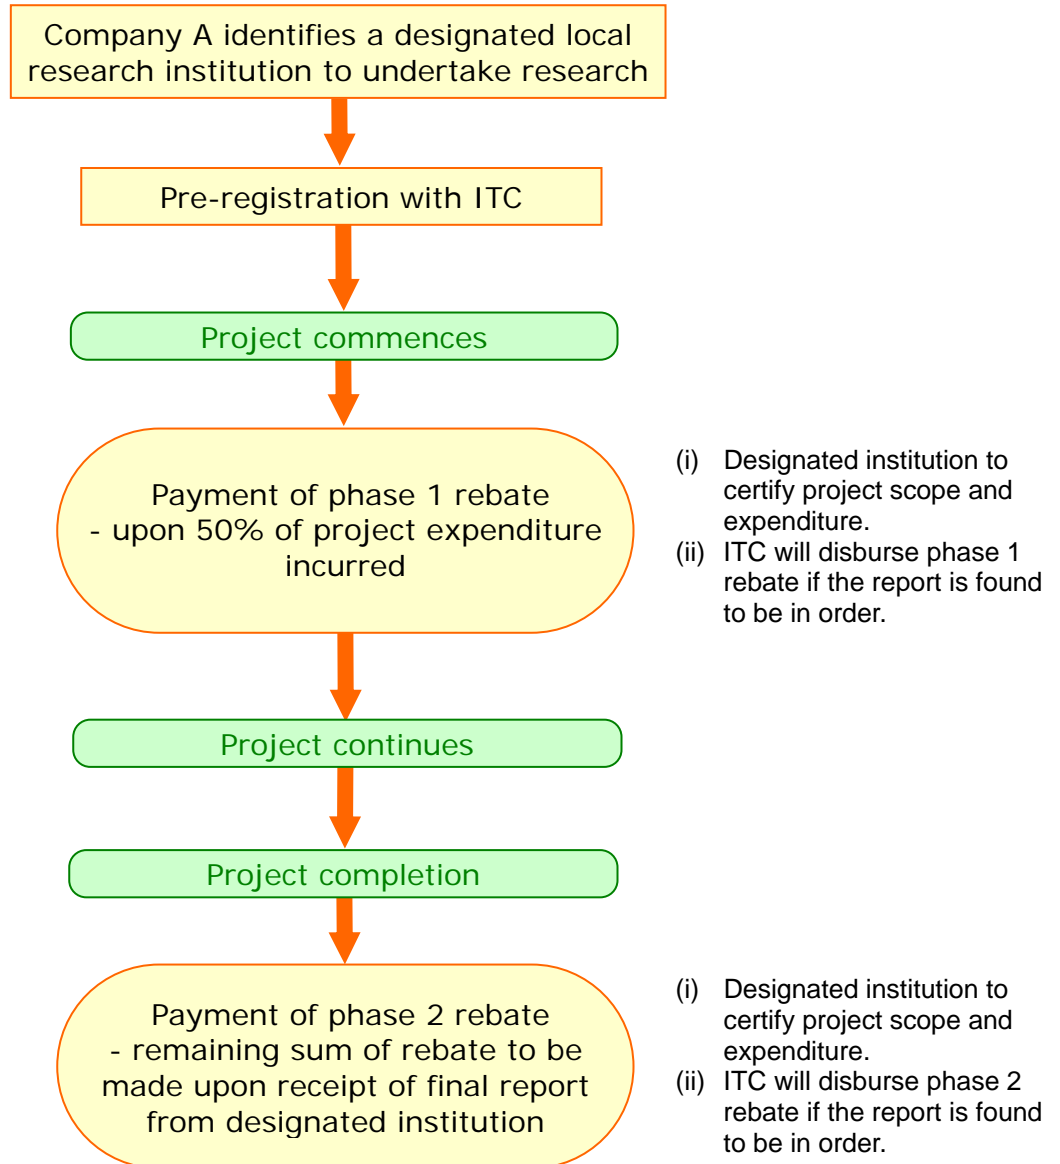 Company A identifies a designated local
research institution to undertake research
Pre-registration with ITC
Project commences
Payment of phase 1 rebate
- upon 50% of project expenditure
incurred
(i) Designated institution to
certify project scope and
expenditure.
(ii) ITC will disburse phase 1
rebate if the report is found
to be in order.
Project continues
Project completion
Payment of phase 2 rebate
- remaining sum of rebate to be
made upon receipt of final report
from designated institution
(i) Designated institution to
certify project scope and
expenditure.
(ii) ITC will disburse phase 2
rebate if the report is found
to be in order.